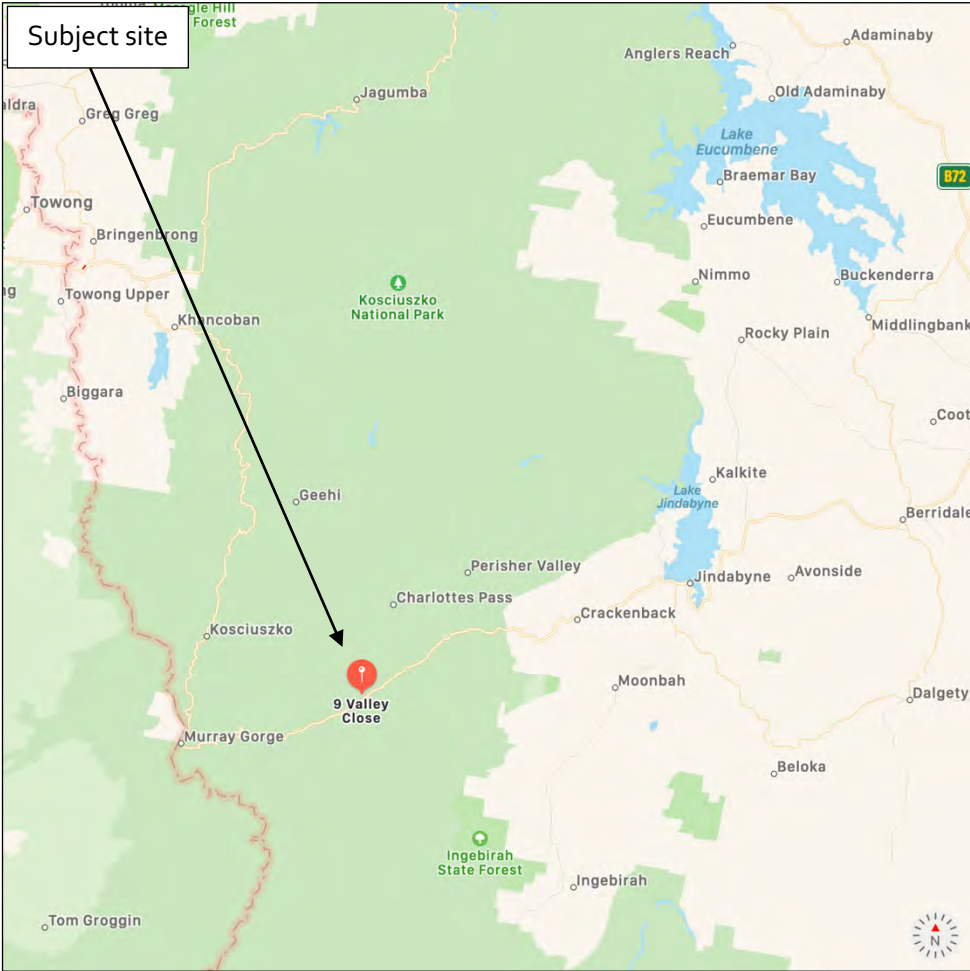 Subject site
Forest
Adaminaby
Anglers Reach
Jagumba
Old Adaminaby
Greg Greg
Lake
Eucumbene
Braemar Bay
B72
Towong
Eucumbene
Bringenbrong
Nimmo
Buckenderra
Kosciuszko
National Park
Towong Upper
Khancoban
Middlingbank
Rocky Plain
Biggara
Coot
Kalkite
Geehi
Lake
Jindabyne
Berridale
Perisher Valley
Jindabyne
Avonside
Charlottes Pass
Crackenback
Kosciuszko
Moonbah
9 Valley
Close
Dalgety
Murray Gorge
Beloka
Ingebirah
State Forest
Ingebirah
Tom Groggin
N